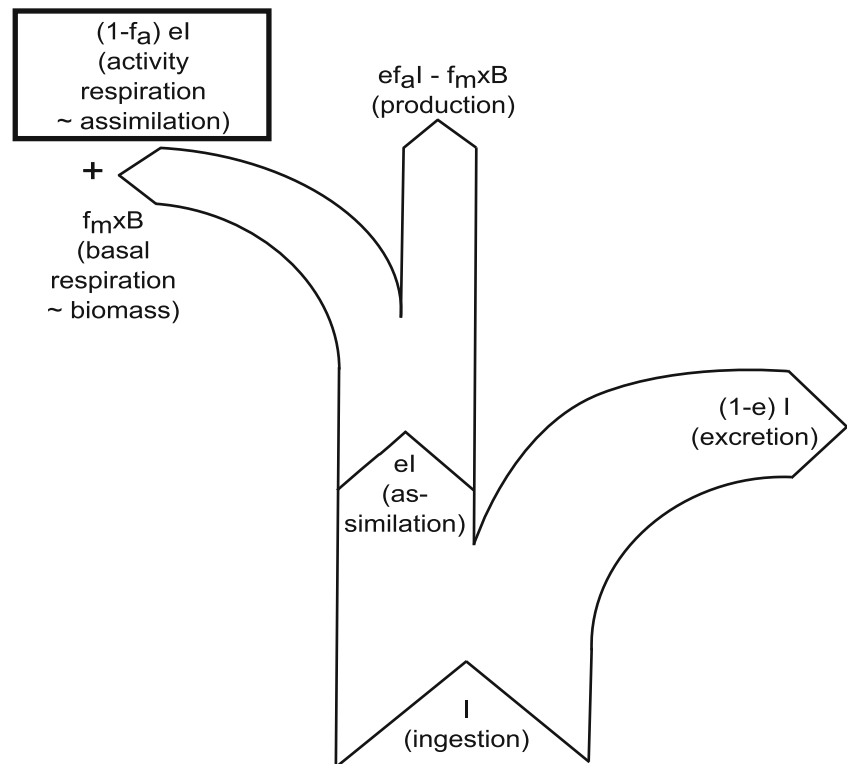 (1-fa) eI
(activity
respiration
~ assimilation)
+
fmxB
(basal
respiration
~ biomass)
efaI - fmxB
(production)
(1-e) I
(excretion)
eI
(as-
similation)
I
(ingestion)